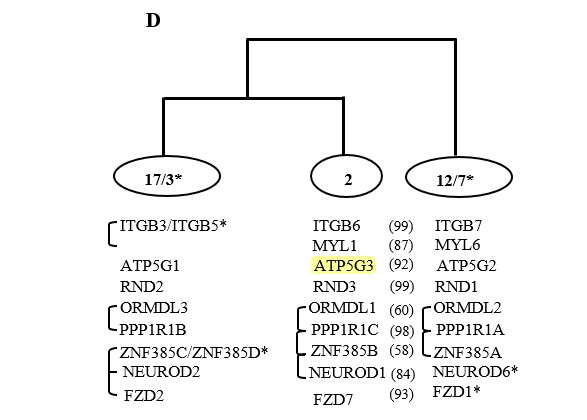 D
17/3* 2 12/7*
ITGB3/ITGB5* ITGB6 (99) ITGB7
MYL1 (87) MYL6
ATP5G1 ATP5G3 (92) ATP5G2
RND2 RND3 (99) RND1
ORMDL3 ORMDL1 (60) ORMDL2
PPP1R1B PPP1R1C (98) PPP1R1A
ZNF385C/ZNF385D* ZNF385B (58) ZNF385A
NEUROD2 NEUROD1 (84) NEUROD6*
FZD2 FZD7 (93) FZD1*